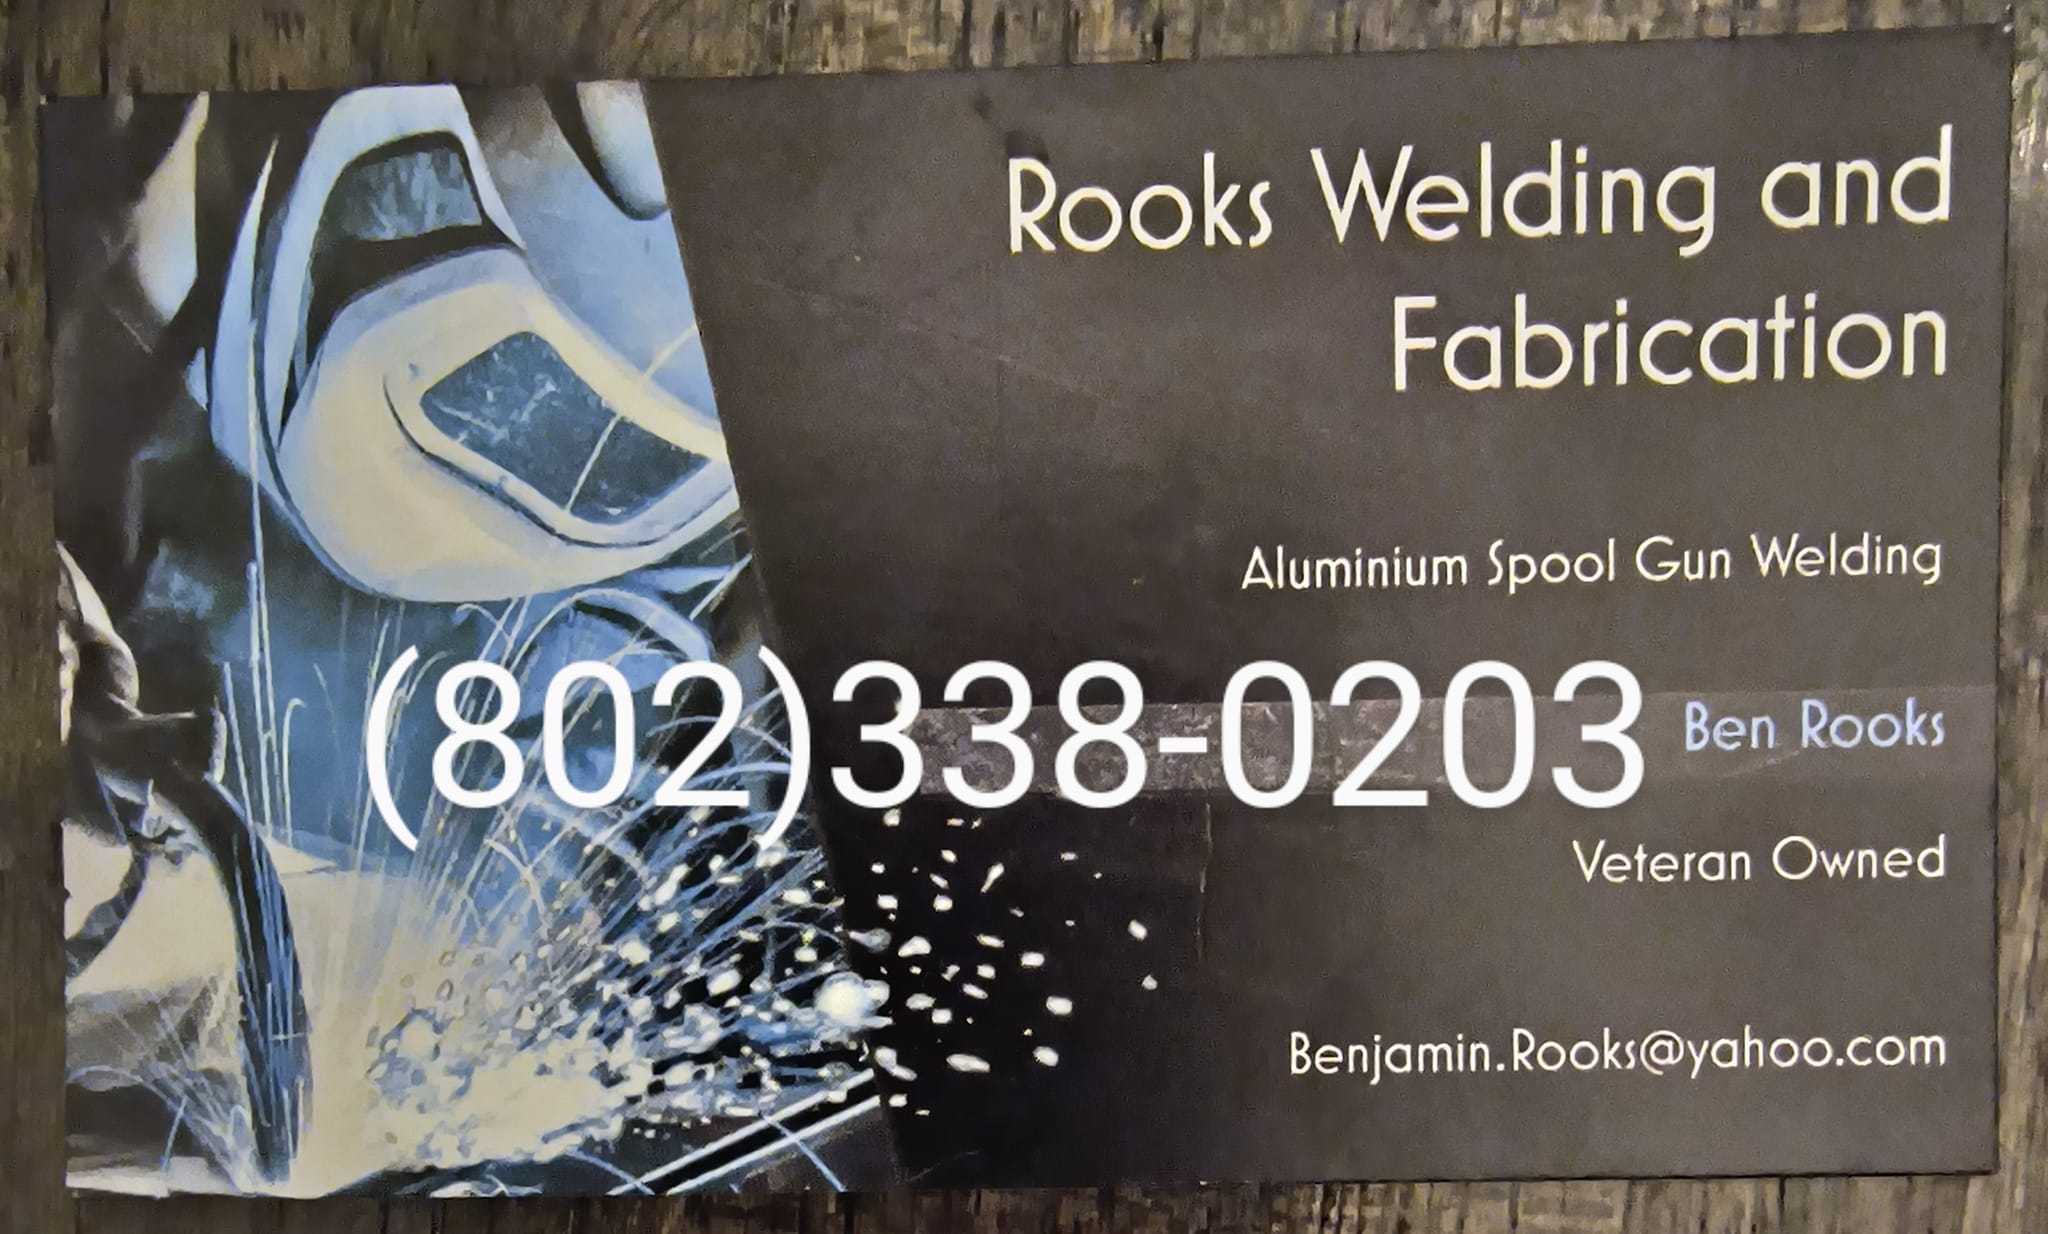 Rooks Welding and
Fabrication
Aluminium Spool Gun Welding
(802)338-0203 Ben Rooks
Veteran Owned
Benjamin.Rooks@yahoo.com